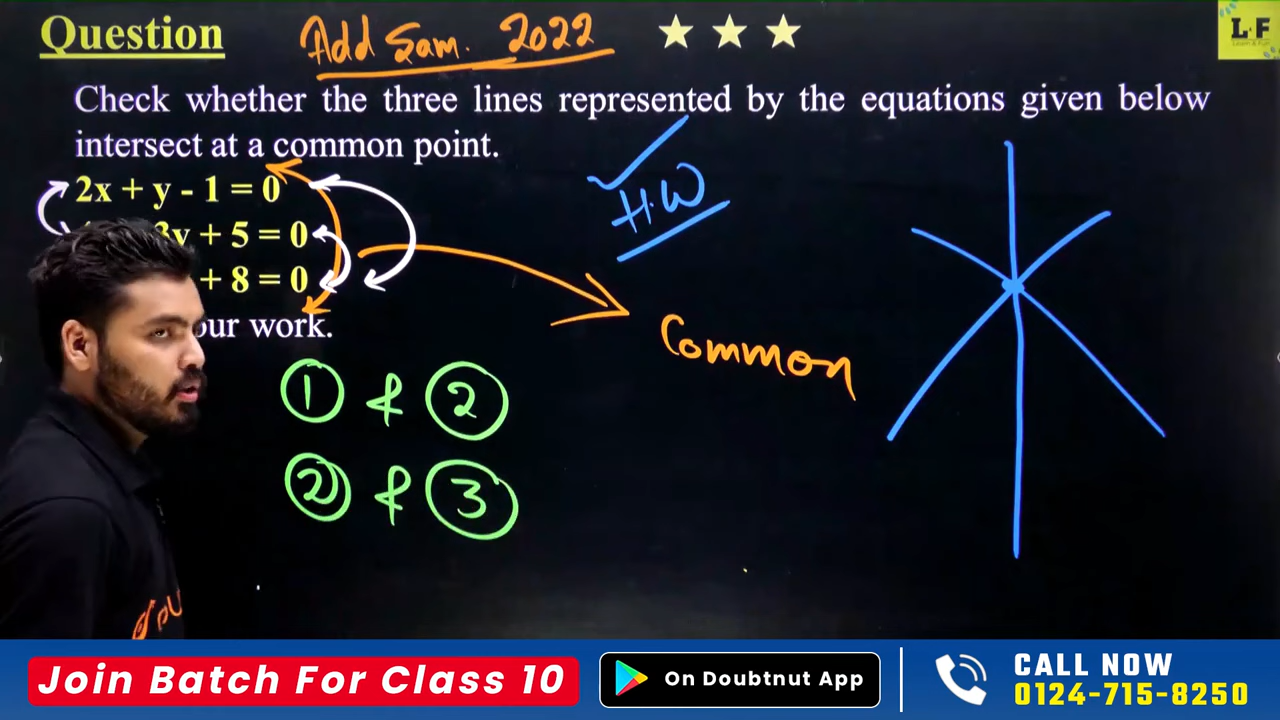 Question
Add Sam. 2022
L F
Learn & Fun
Check whether the three lines represented by the equations given below
intersect at a common point.
2x + y - 1 = 0
3y + 5 = 0
+ 8 = 0
our work.
H.W
Common
1 & 2
2 & 3
Join Batch For Class 10
On Doubtnut App
CALL NOW
0124-715-8250